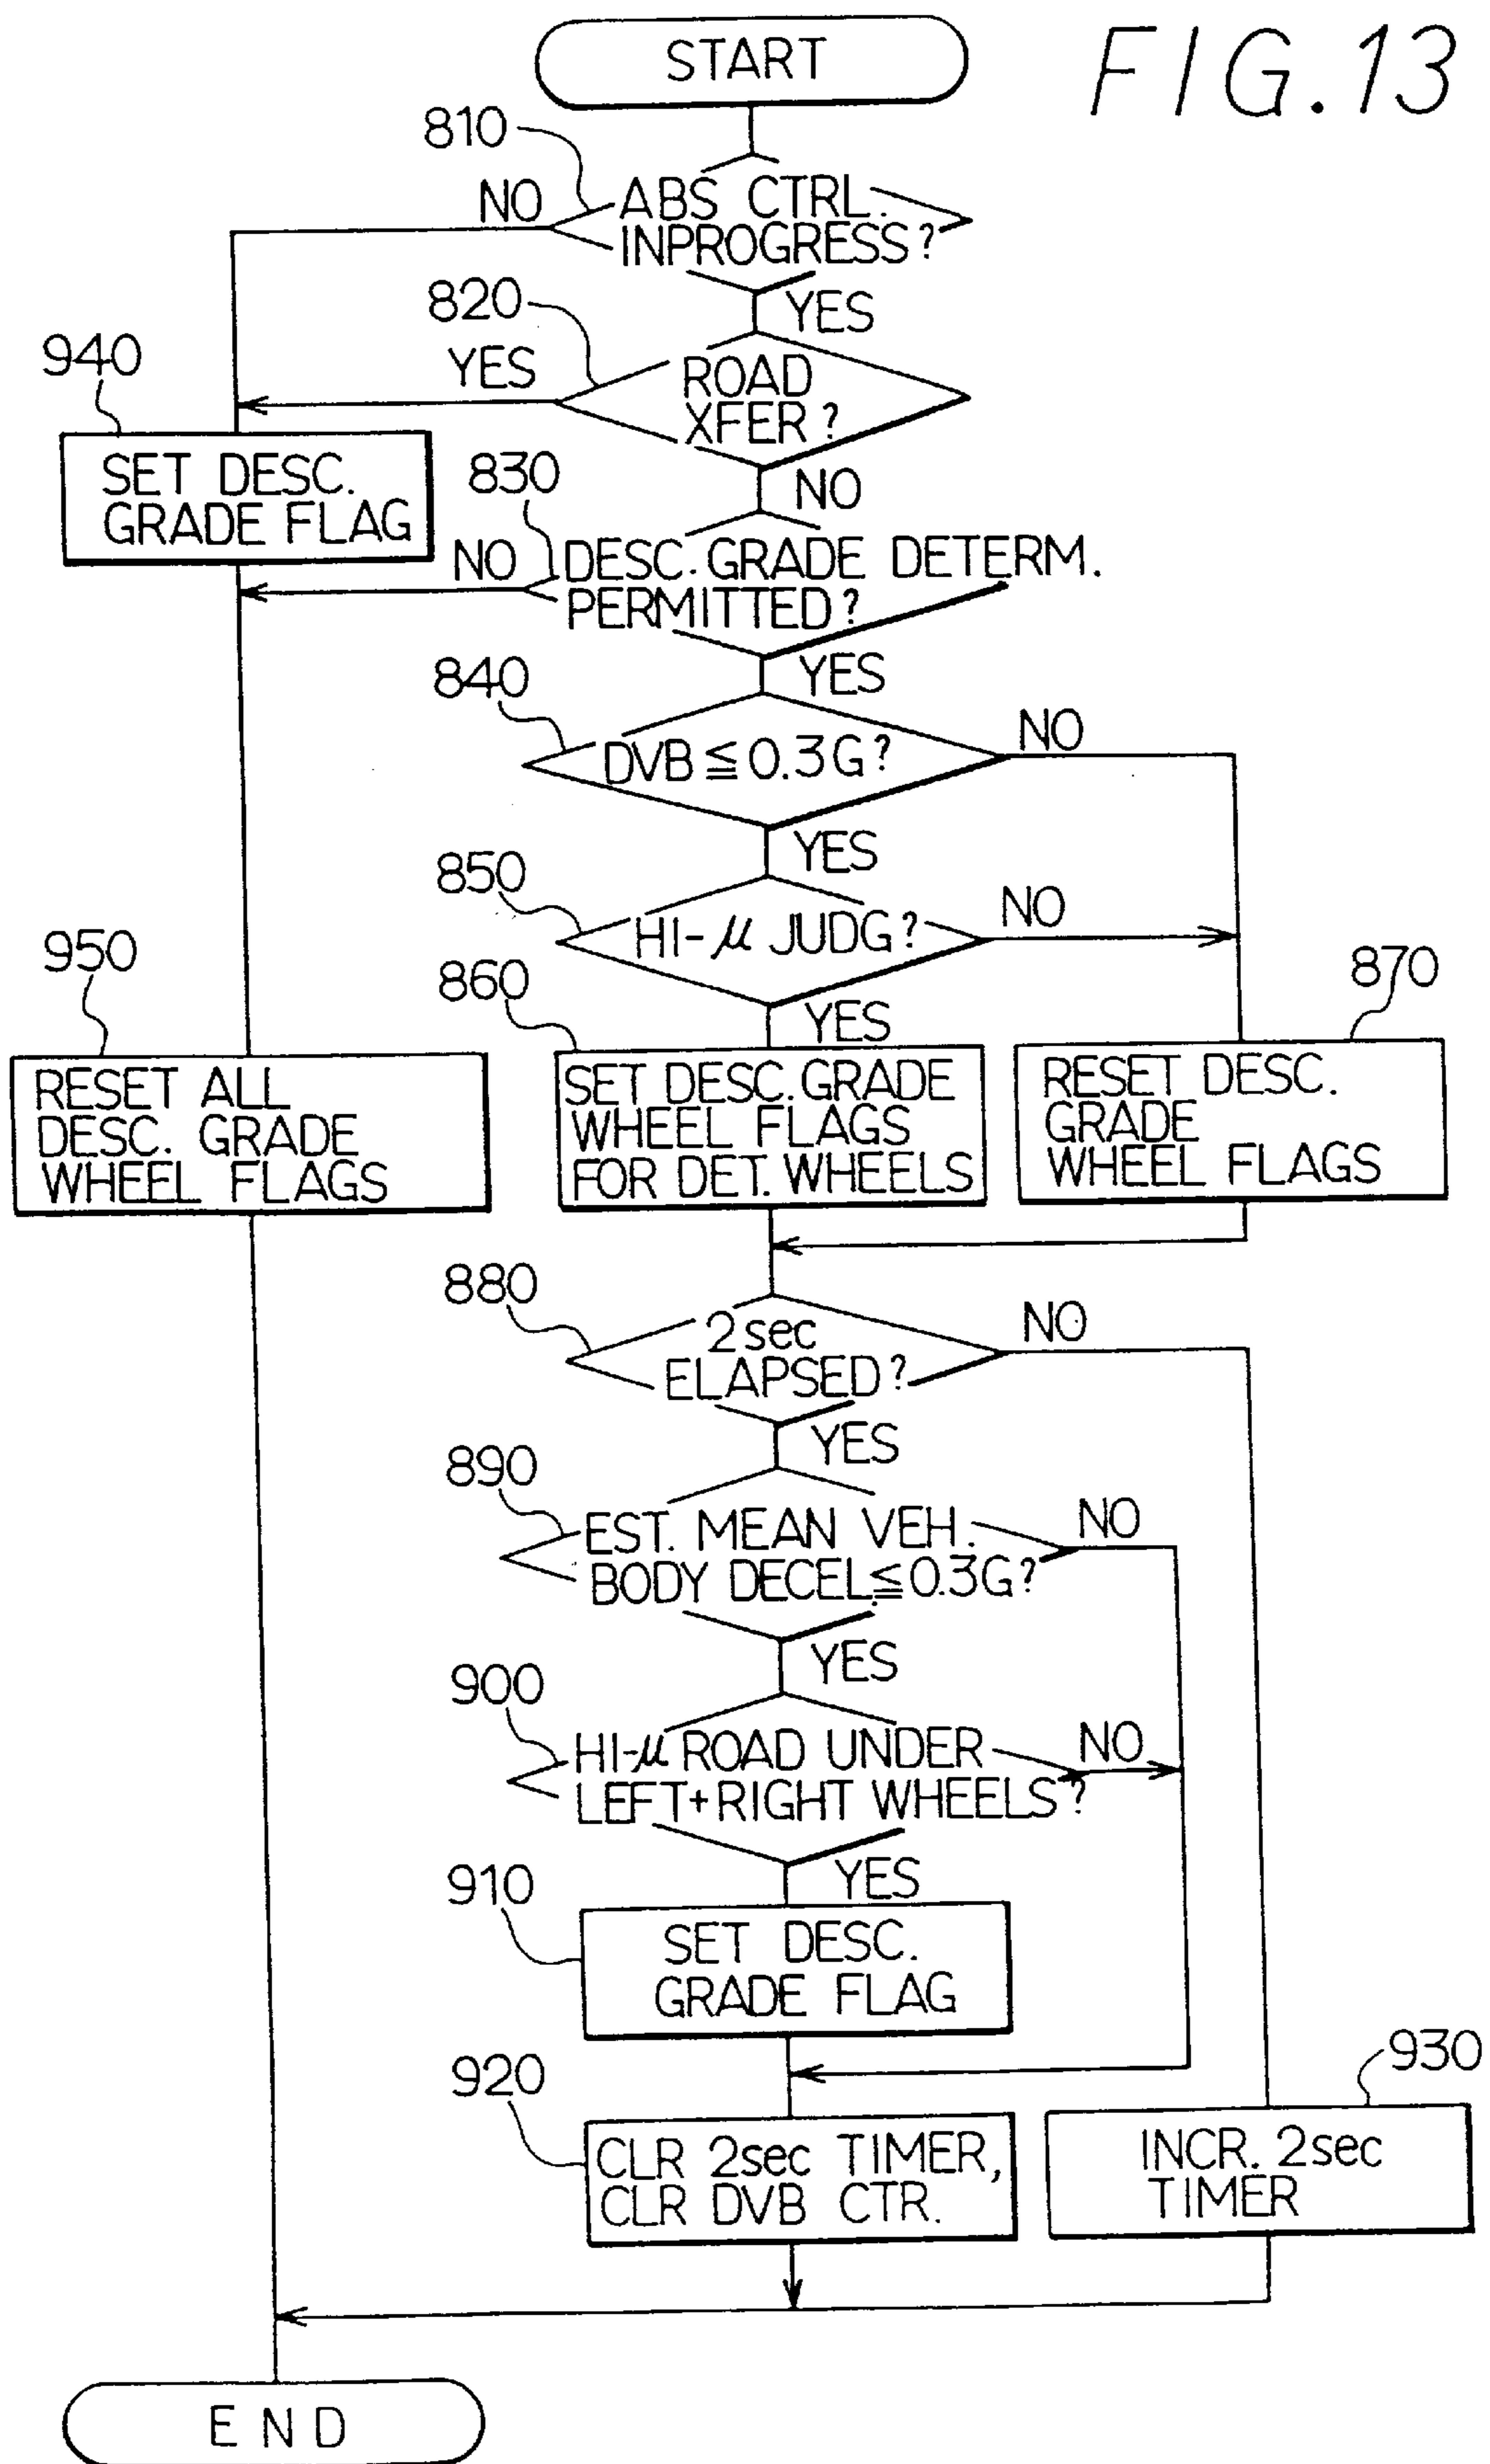 START
FIG.13
810
NO
ABS CTRL.
INPROGRESS?
YES
820
940
YES
ROAD
XFER?
NO
SET DESC.
GRADE FLAG
830
NO
DESC. GRADE DETERM.
PERMITTED?
YES
840
DVB≦0.3G?
NO
YES
850
HI-μ JUDG?
NO
YES
950
860
870
RESET ALL
DESC. GRADE
WHEEL FLAGS
SET DESC. GRADE
WHEEL FLAGS
FOR DET. WHEELS
RESET DESC.
GRADE
WHEEL FLAGS
880
2sec
ELAPSED?
NO
YES
890
EST. MEAN VEH.
BODY DECEL≦0.3G?
NO
YES
900
HI-μ ROAD UNDER
LEFT+RIGHT WHEELS?
NO
YES
910
SET DESC.
GRADE FLAG
920
930
CLR 2sec TIMER,
CLR DVB CTR.
INCR. 2sec
TIMER
END